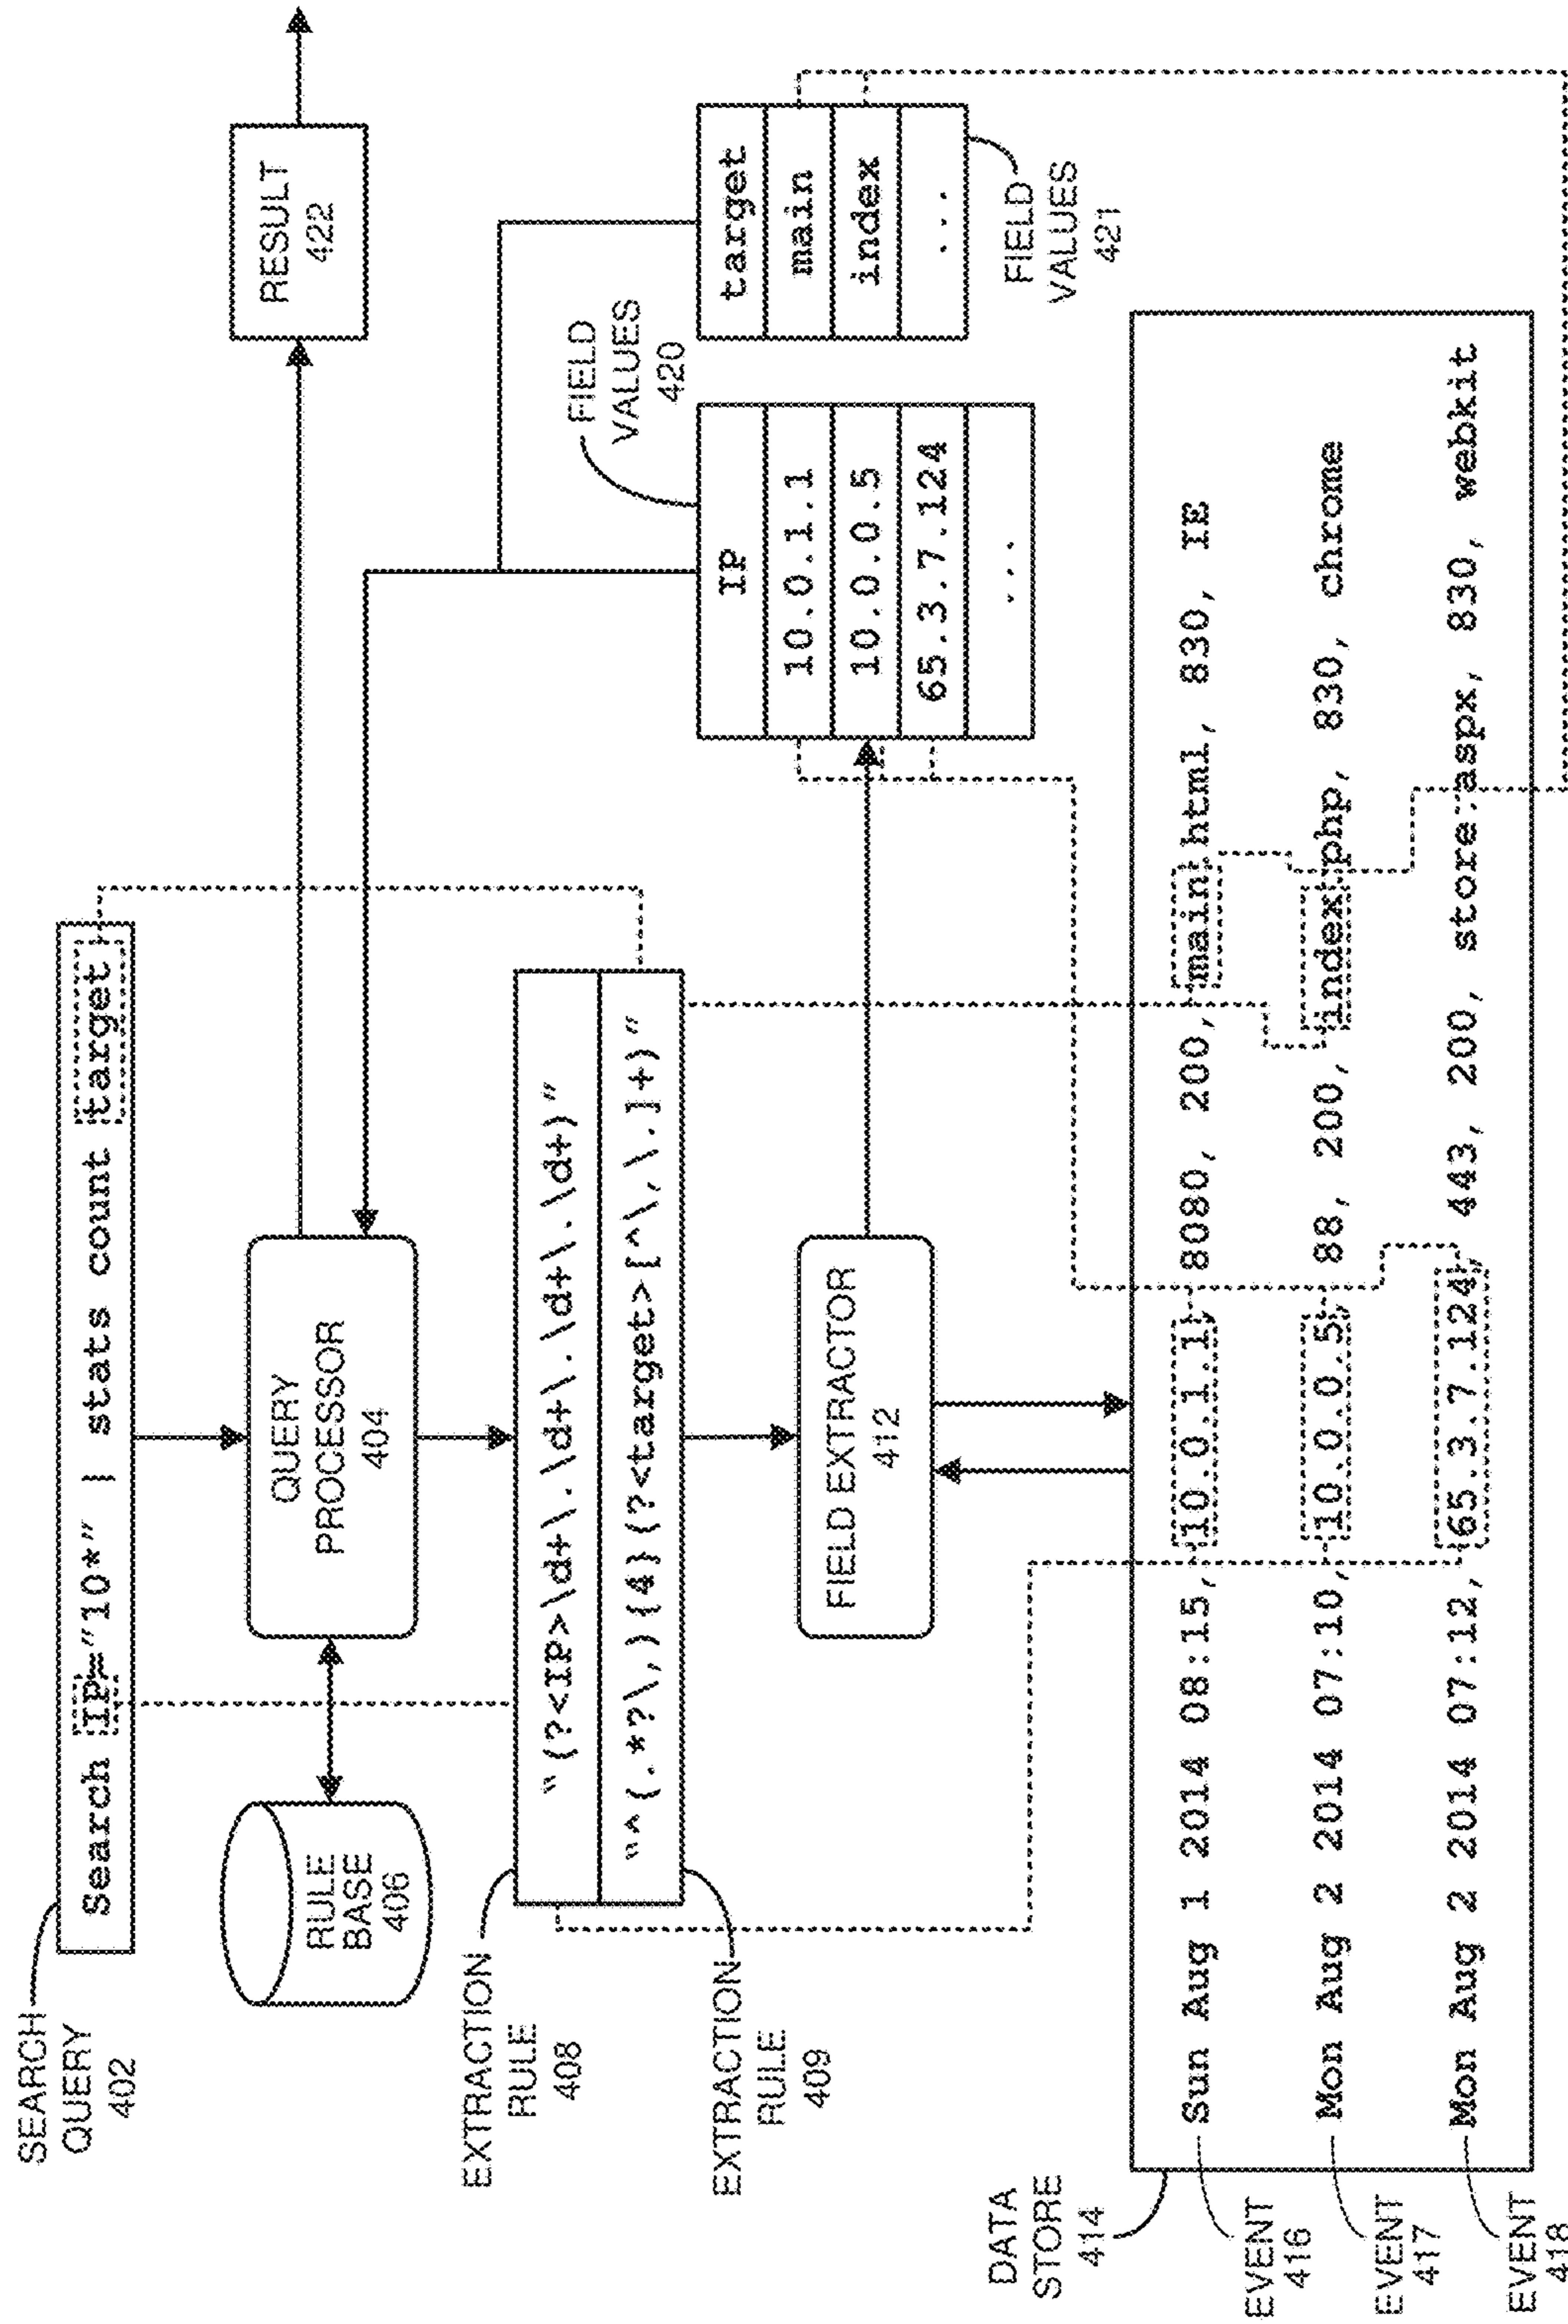 SEARCH
QUERY
402
Search IP="10*" | stats count target
RULE
BASE
406
QUERY
PROCESSOR
404
RESULT
422
EXTRACTION
RULE
408
"(?<IP>\d+\.\d+\.\d+\.\d+)"
"^(.*?\,){4}(?<target>[^\,\.]+)"
EXTRACTION
RULE
409
FIELD EXTRACTOR
412
FIELD
VALUES
420
IP
10.0.1.1
10.0.0.5
65.3.7.124
...
target
main
index
...
FIELD
VALUES
421
DATA
STORE
414
Sun Aug 1 2014 08:15, 10.0.1.1, 8080, 200, main.html, 830, IE
Mon Aug 2 2014 07:10, 10.0.0.5, 88, 200, index.php, 830, chrome
Mon Aug 2 2014 07:12, 65.3.7.124, 443, 200, store.aspx, 830, webkit
EVENT
416
EVENT
417
EVENT
418